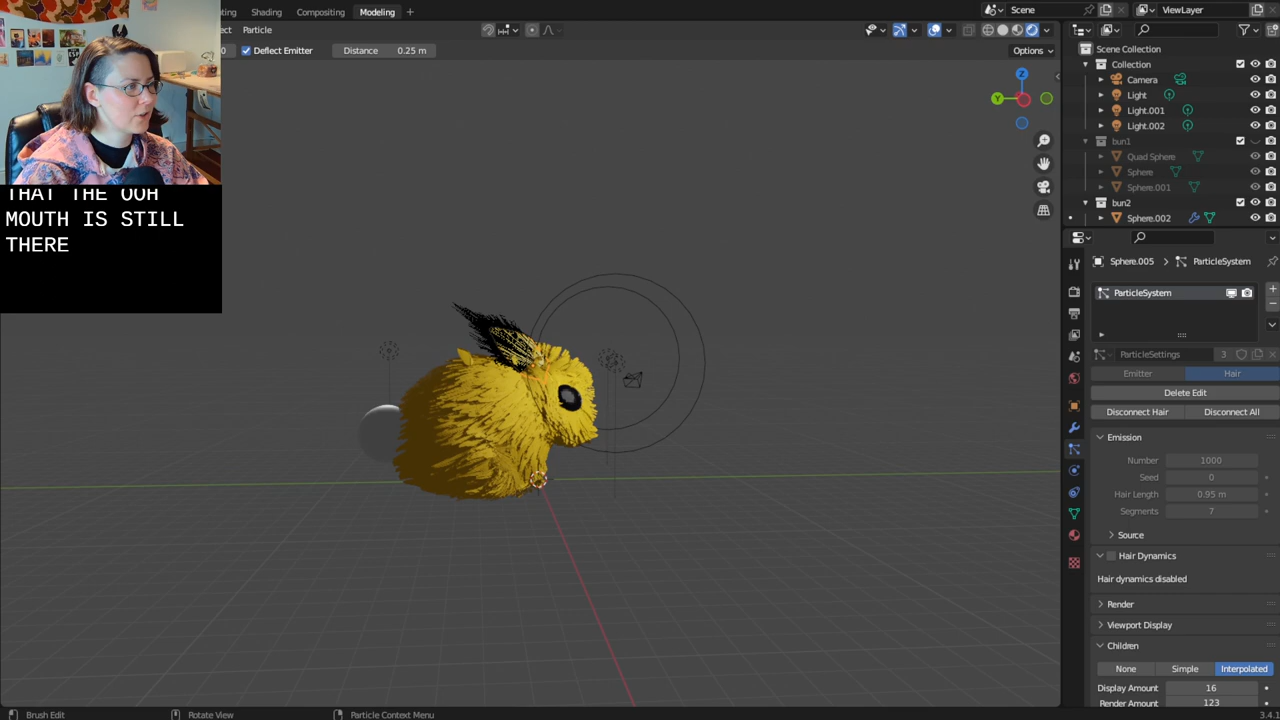 Shading Compositing Modeling +
Scene ViewLayer
Particle
Deflect Emitter Distance 0.25 m
Options
Scene Collection
Collection
Camera
Light
Light.001
Light.002
bun1
Quad Sphere
Sphere
Sphere.001
bun2
Sphere.002
THAT THE OOH
MOUTH IS STILL
THERE
Z
Y
Sphere.005 > ParticleSystem
ParticleSystem
ParticleSettings 3
Emitter Hair
Delete Edit
Disconnect Hair Disconnect All
Emission
Number 1000
Seed 0
Hair Length 0.95 m
Segments 7
Source
Hair Dynamics
Hair dynamics disabled
Render
Viewport Display
Children
None Simple Interpolated
Display Amount 16
Render Amount 123
Brush Edit Rotate View Particle Context Menu